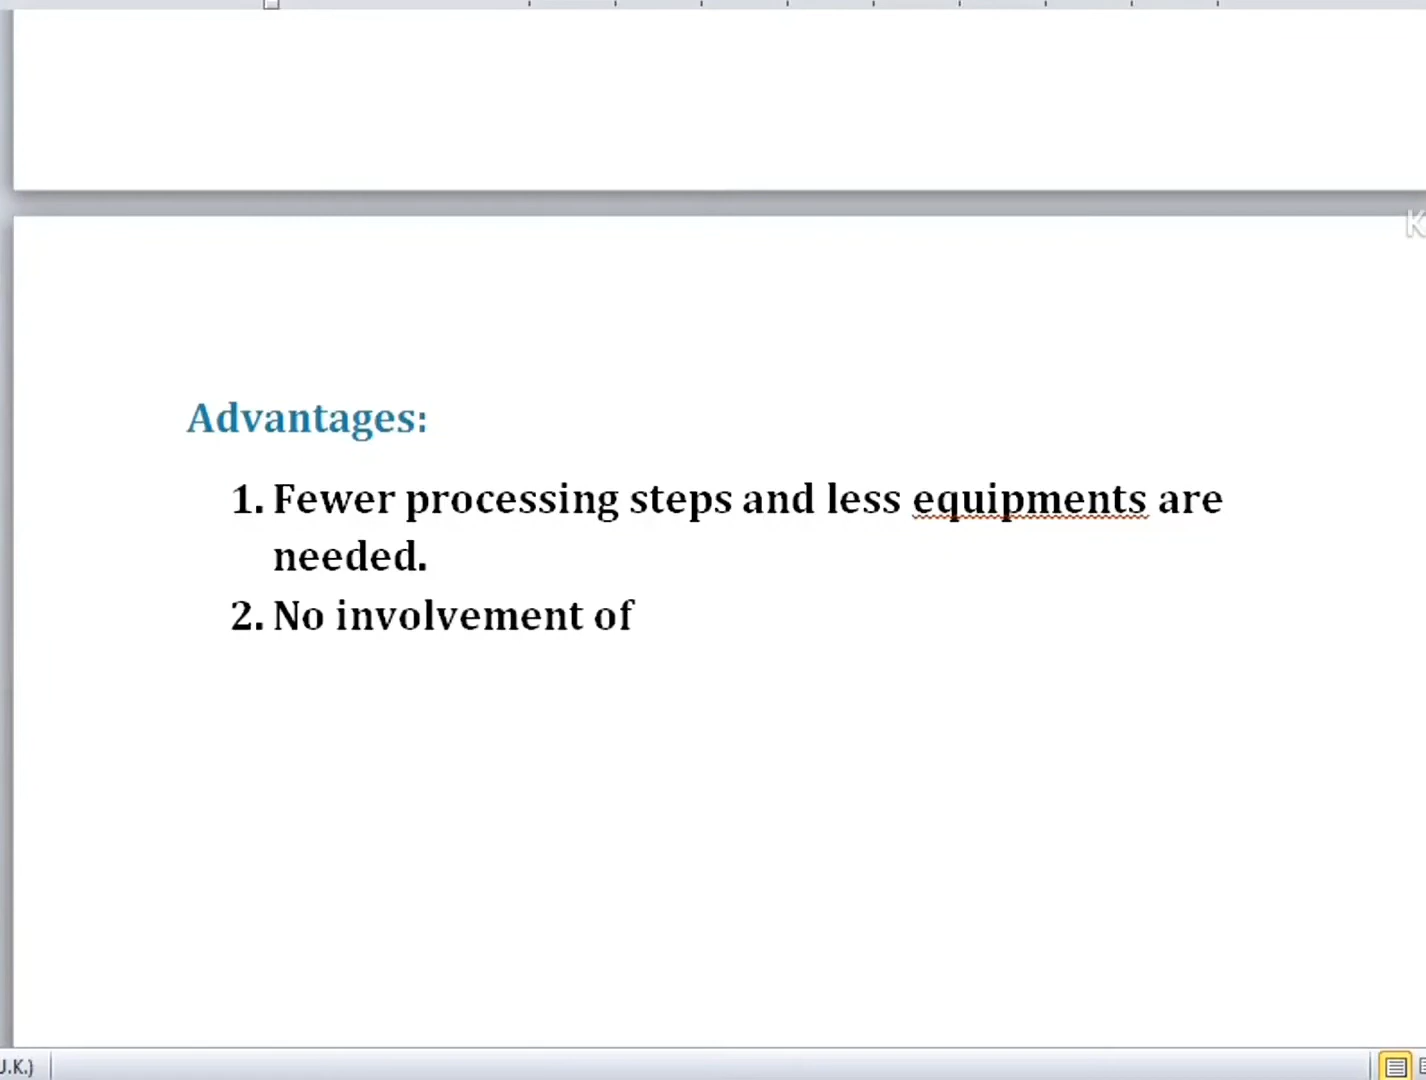 Advantages:
1. Fewer processing steps and less equipments are
needed.
2. No involvement of
J.K.)